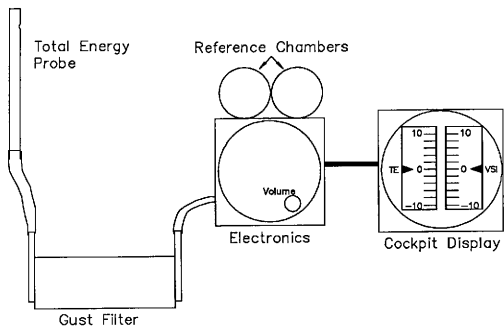 Total Energy
Probe
Reference Chambers
Volume
Electronics
Gust Filter
10
TE
0
-10
10
0
VSI
-10
Cockpit Display